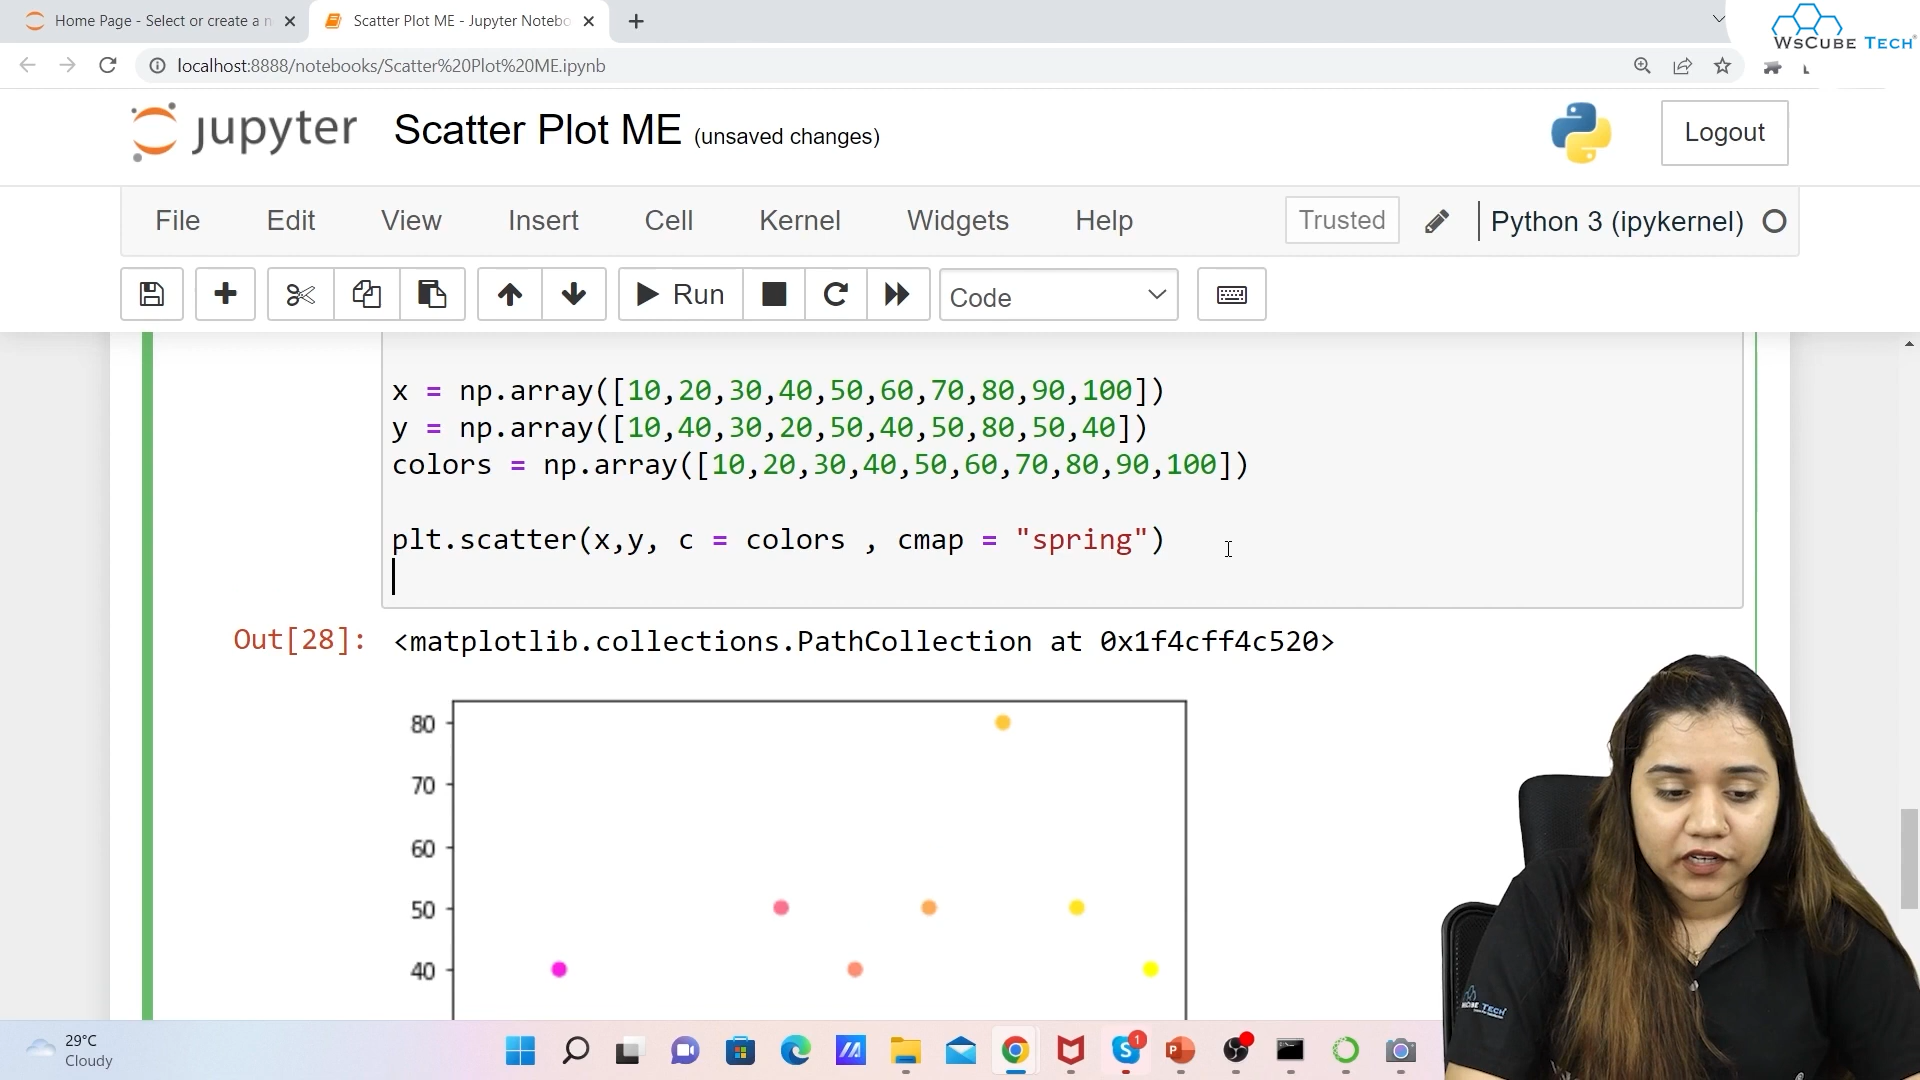 Home Page - Select or create a n
Scatter Plot ME - Jupyter Notebo
WsCube Tech
localhost:8888/notebooks/Scatter%20Plot%20ME.ipynb
jupyter Scatter Plot ME (unsaved changes)
Logout
File Edit View Insert Cell Kernel Widgets Help Trusted Python 3 (ipykernel)
Run Code
x = np.array([10,20,30,40,50,60,70,80,90,100])
y = np.array([10,40,30,20,50,40,50,80,50,40])
colors = np.array([10,20,30,40,50,60,70,80,90,100])
plt.scatter(x,y, c = colors , cmap = "spring")
Out[28]: <matplotlib.collections.PathCollection at 0x1f4cff4c520>
80
70
60
50
40
29°C
Cloudy
1